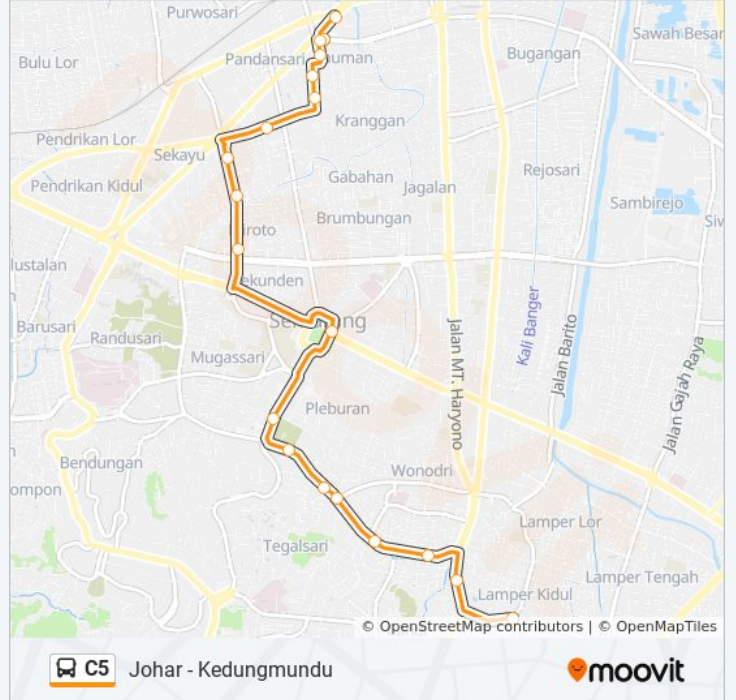 Purwosari
Sawah Besar
Bulu Lor
Pandansari
Bugangan
Kranggan
Pendrikan Lor
Sekayu
Rejosari
Gabahan
Pendrikan Kidul
Jagalan
Sambirejo
Brumbungan
Barusari
Randusari
Mugassari
Kali Banger
Jalan Barito
Jalan MT. Haryono
Jalan Gajah Raya
Pleburan
Bendungan
Wonodri
Lamper Lor
Tegalsari
Lamper Tengah
Lamper Kidul
© OpenStreetMap contributors | © OpenMapTiles
C5 Johar - Kedungmundu
moovit